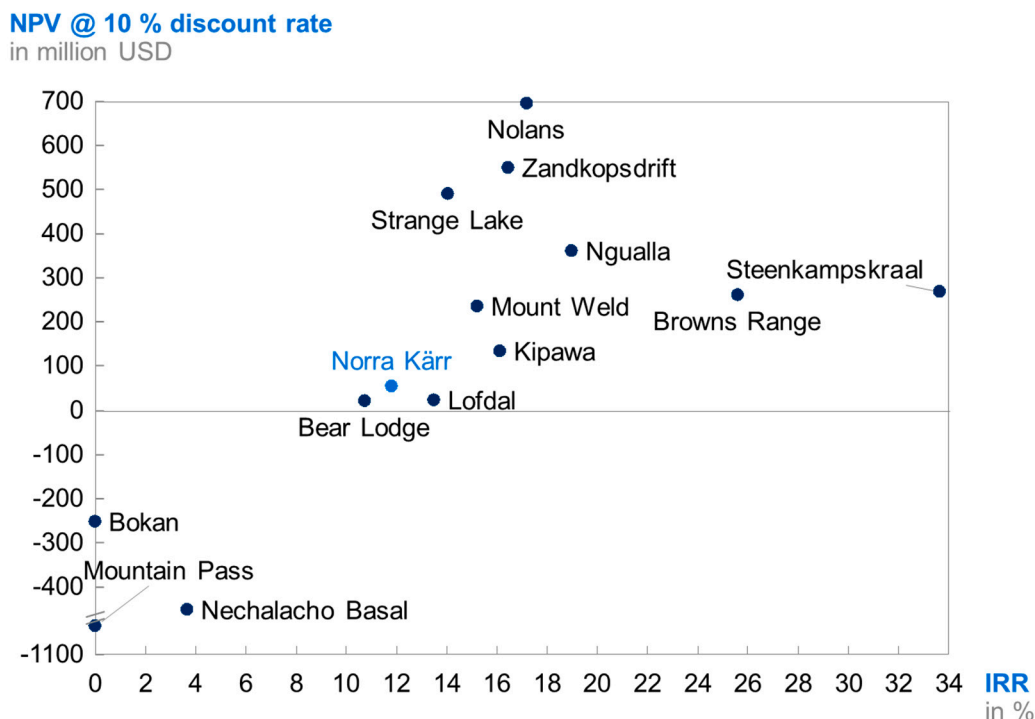 NPV @ 10 % discount rate
in million USD
700
600
500
400
300
200
100
0
-100
-200
-300
-400
-1100
Nolans
Zandkopsdrift
Strange Lake
Ngualla
Steenkampskraal
Mount Weld
Browns Range
Kipawa
Norra Kärr
Lofdal
Bear Lodge
Bokan
Mountain Pass
Nechalacho Basal
0 2 4 6 8 10 12 14 16 18 20 22 24 26 28 30 32 34
IRR
in %